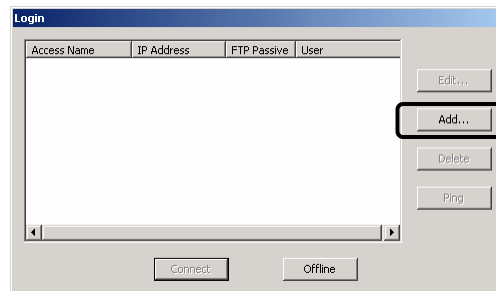 Login
Access Name IP Address FTP Passive User
Edit...
Add...
Delete
Ping
Connect Offline